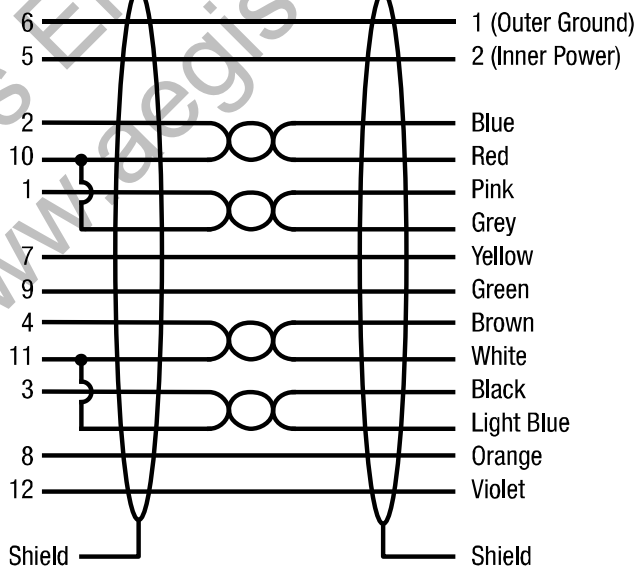 6 1 (Outer Ground)
5 2 (Inner Power)
2 Blue
10 Red
1 Pink
Grey
7 Yellow
9 Green
4 Brown
11 White
3 Black
Light Blue
8 Orange
12 Violet
Shield Shield